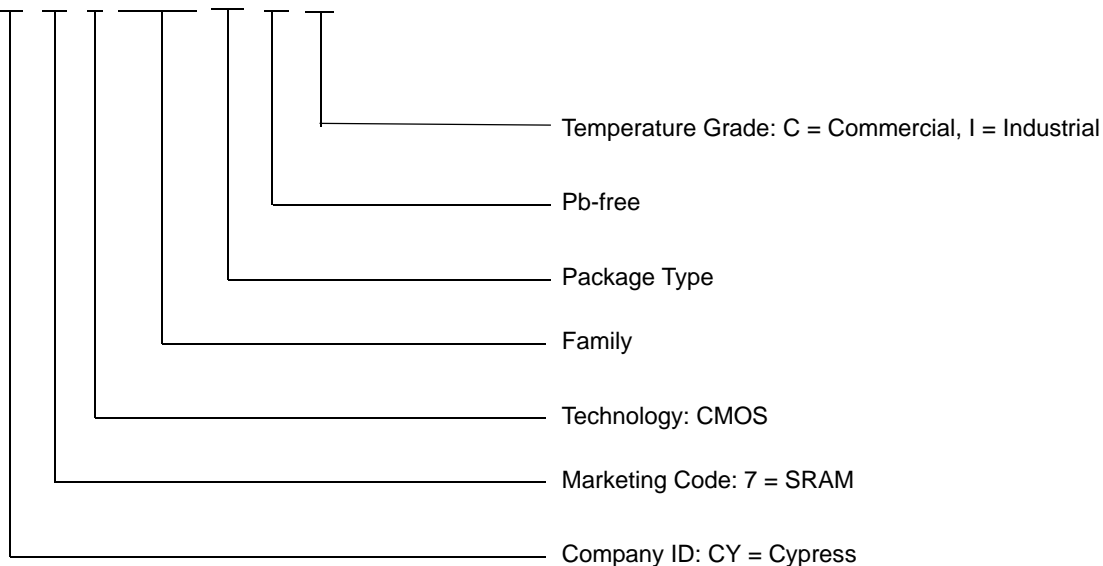 Temperature Grade: C = Commercial, I = Industrial
Pb-free
Package Type
Family
Technology: CMOS
Marketing Code: 7 = SRAM
Company ID: CY = Cypress